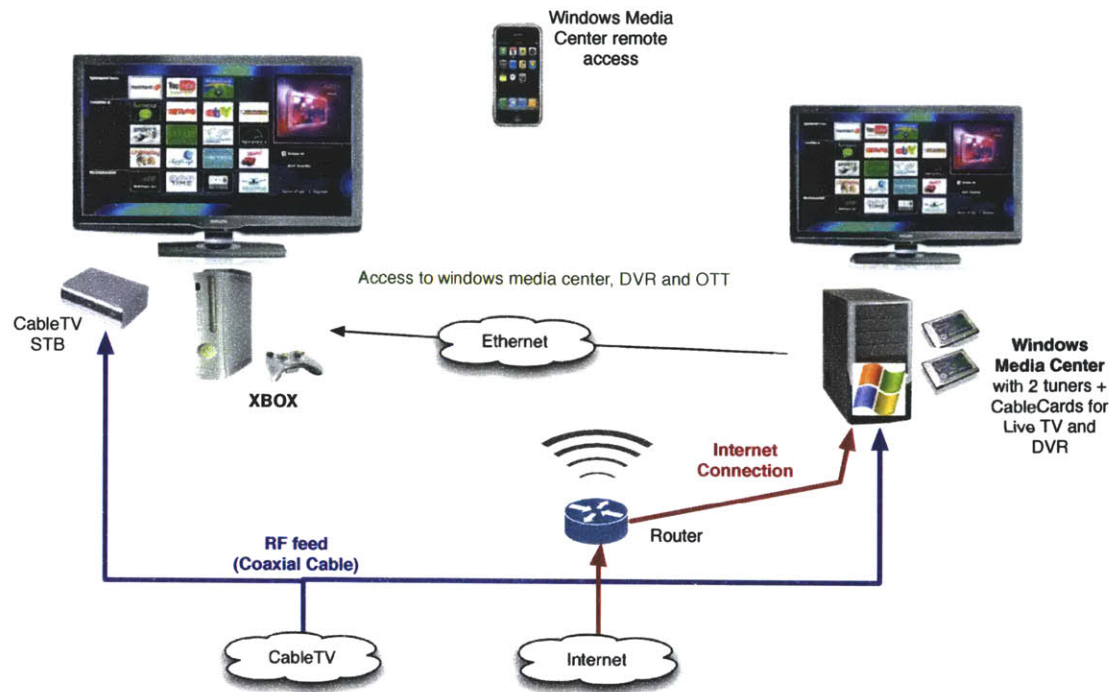 Windows Media
Center remote
access
Access to windows media center, DVR and OTT
CableTV
STB
Ethernet
XBOX
Windows
Media Center
with 2 tuners +
CableCards for
Live TV and
DVR
Internet
Connection
Router
RF feed
(Coaxial Cable)
CableTV
Internet